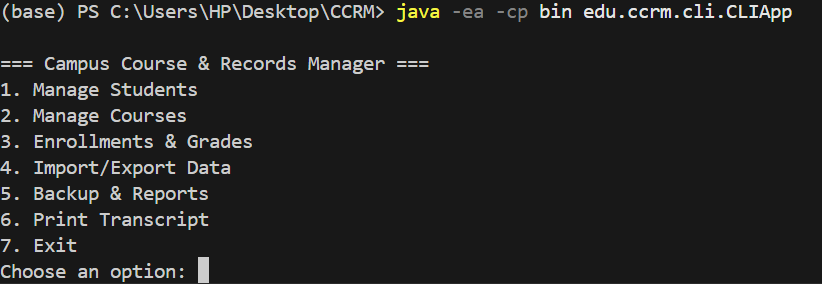 (base) PS C:\Users\HP\Desktop\CCRM> java -ea -cp bin edu.ccrm.cli.CLIApp
=== Campus Course & Records Manager ===
1. Manage Students
2. Manage Courses
3. Enrollments & Grades
4. Import/Export Data
5. Backup & Reports
6. Print Transcript
7. Exit
Choose an option: